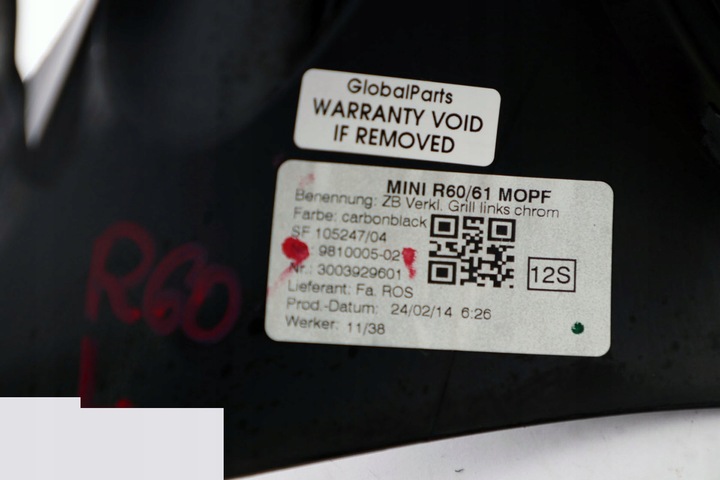 GlobalParts
WARRANTY VOID
IF REMOVED
MINI R60/61 MOPF
Benennung: ZB Verkl. Grill links chrom
Farbe: carbonblack
SF 105247/04
9810005-02
Nr.: 3003929601
Lieferant: Fa. ROS
Prod.-Datum: 24/02/14 6:26
Werker: 11/38
12S
R60
L